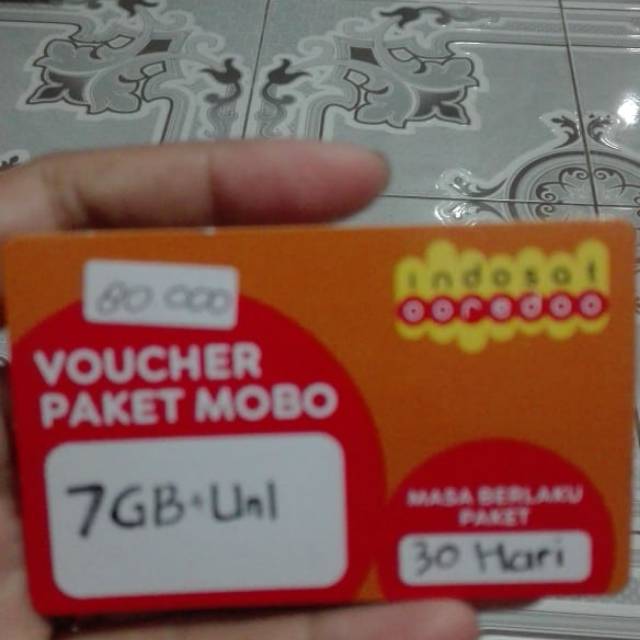 80 000
indosat
ooredoo
VOUCHER
PAKET MOBO
7GB+Unl
MASA BERLAKU
PAKET
30 Hari